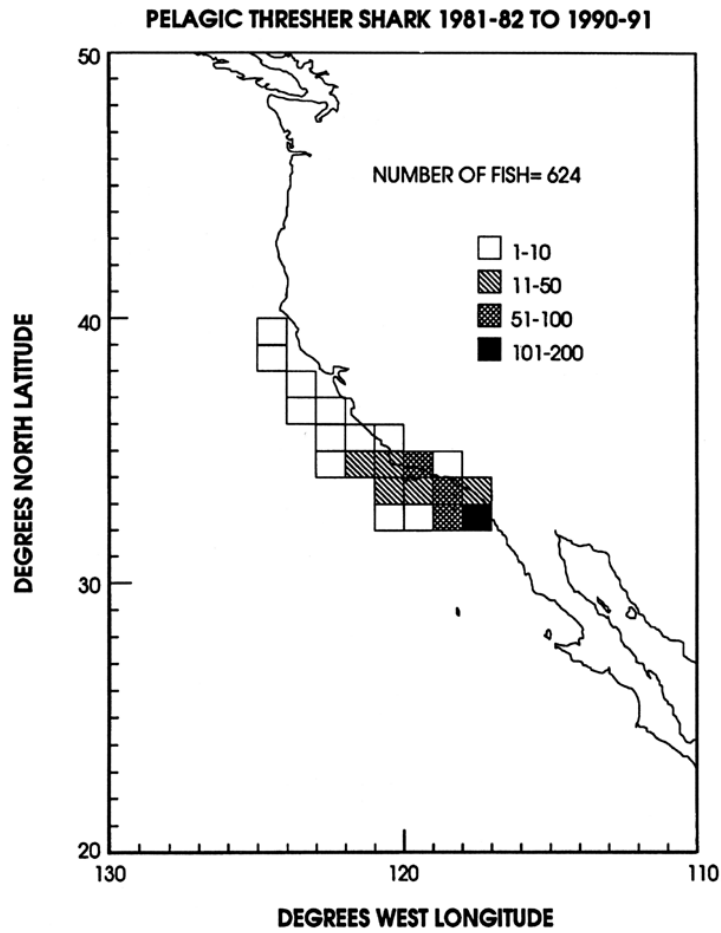 PELAGIC THRESHER SHARK 1981-82 TO 1990-91
50
NUMBER OF FISH= 624
1-10
11-50
51-100
101-200
40
DEGREES NORTH LATITUDE
30
20
130
120
110
DEGREES WEST LONGITUDE